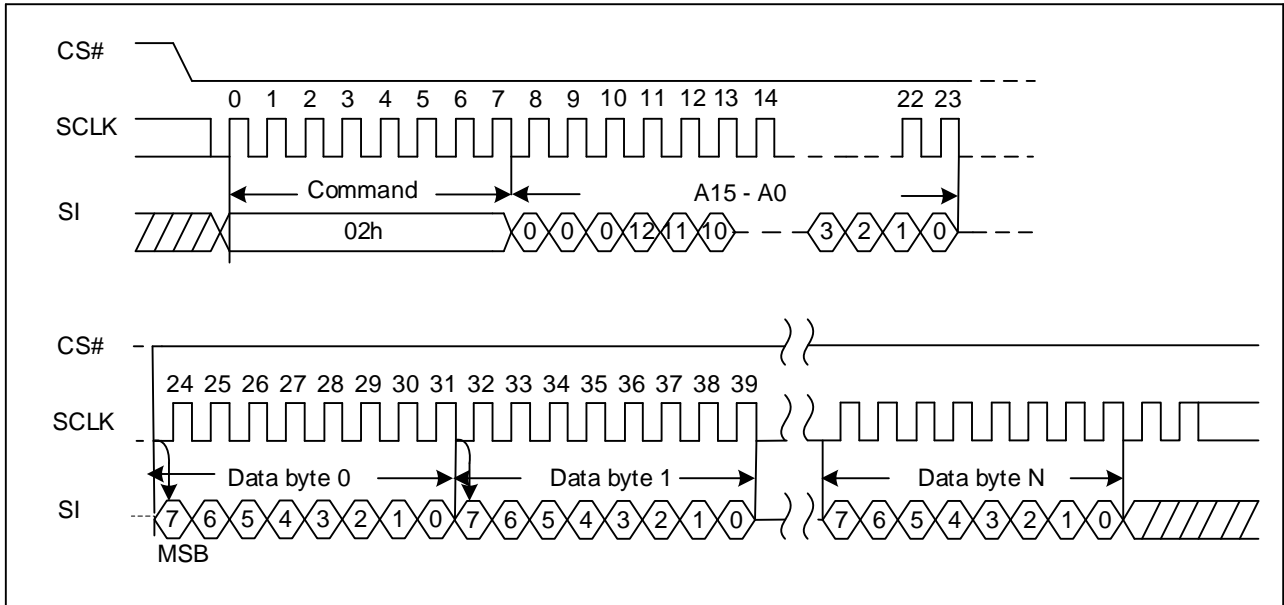 CS#
0 1 2 3 4 5 6 7 8 9 10 11 12 13 14 22 23
SCLK
Command A15 - A0
SI
02h 0 0 0 12 11 10 3 2 1 0
CS#
24 25 26 27 28 29 30 31 32 33 34 35 36 37 38 39
SCLK
Data byte 0 Data byte 1 Data byte N
SI
7 6 5 4 3 2 1 0 7 6 5 4 3 2 1 0 7 6 5 4 3 2 1 0
MSB